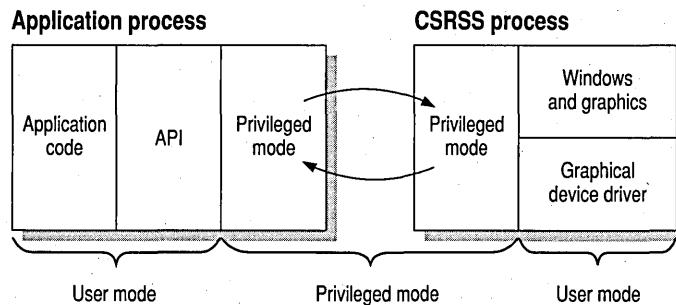 Application process
CSRSS process
Application
code
API
Privileged
mode
Privileged
mode
Windows
and graphics
Graphical
device driver
User mode
Privileged mode
User mode